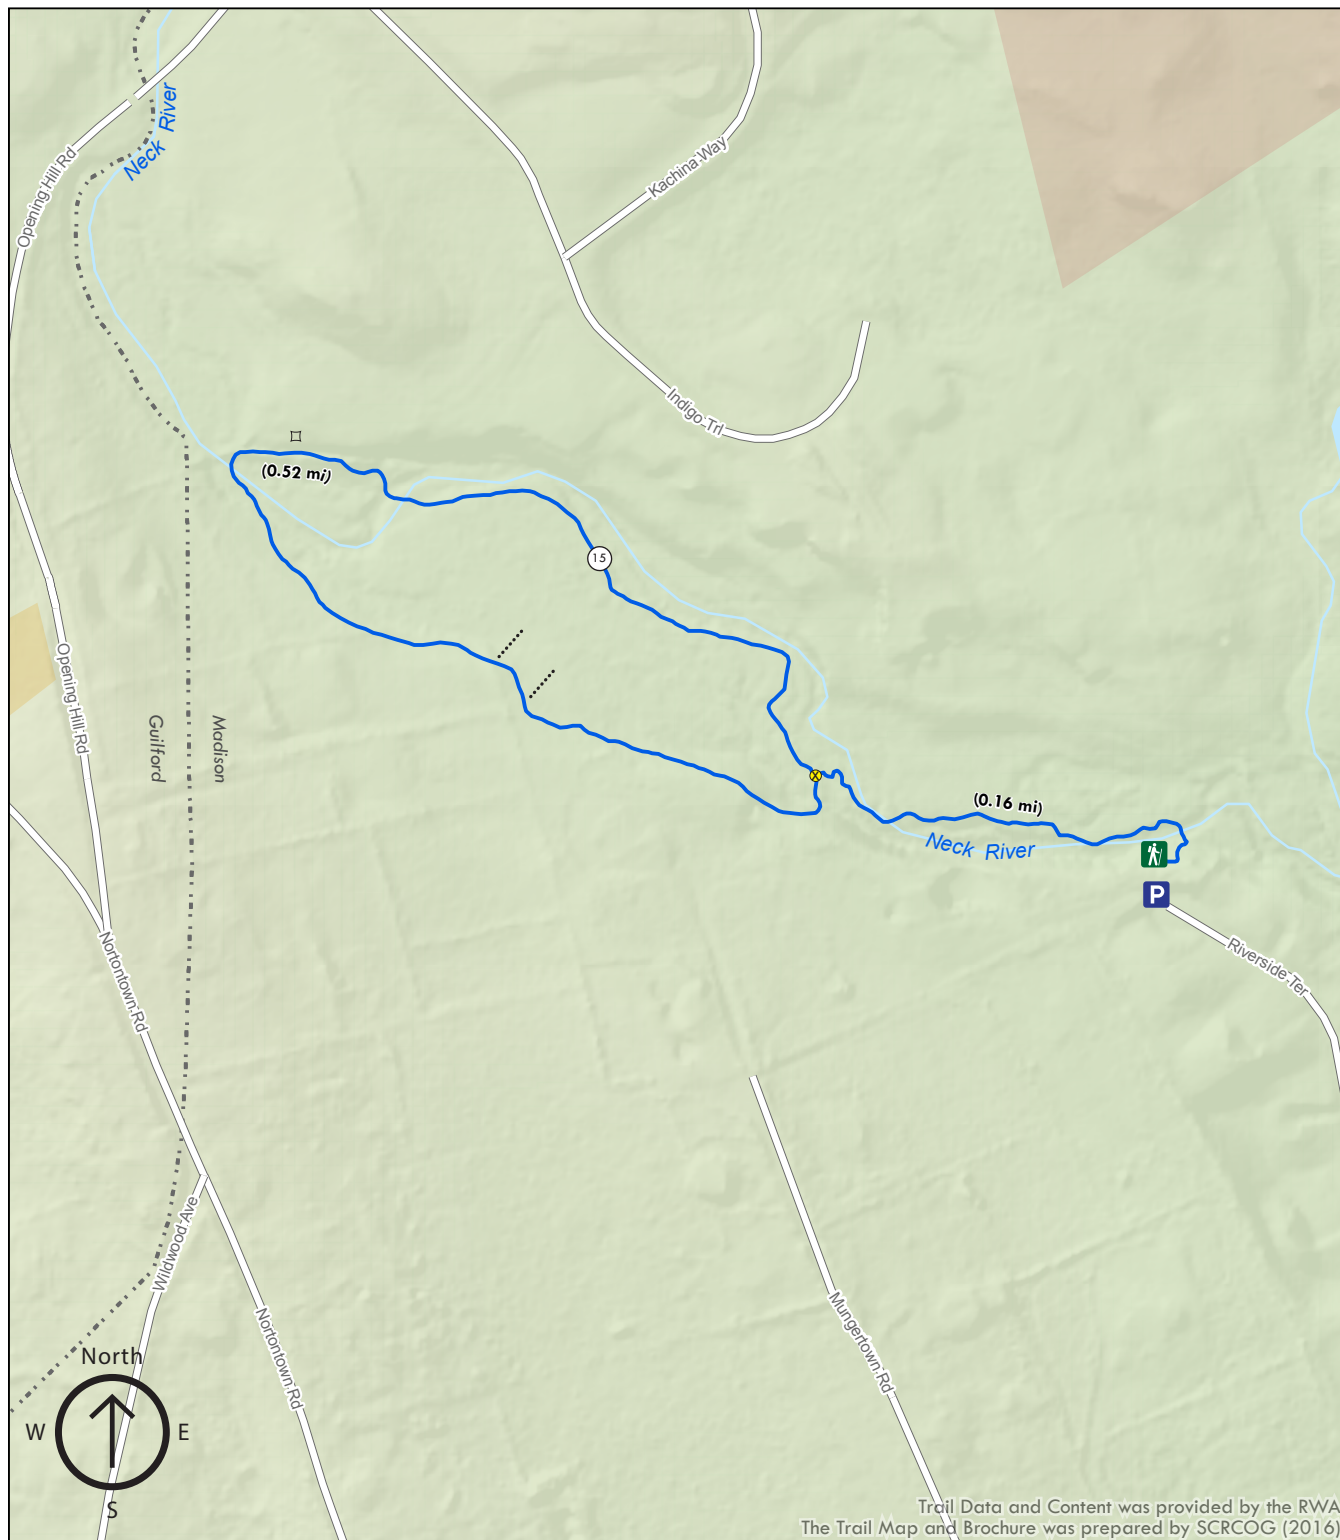 Neck River
Opening Hill Rd
Kachina Way
Indigo Trl
(0.52 mi)
15
Opening Hill Rd
Guilford
Madison
X
(0.16 mi)
Neck River
P
Nortontown Rd
Riverside Ter
Wildwood Ave
Mungertown Rd
Nortontown Rd
North
W
E
S
Trail Data and Content was provided by the RWA
The Trail Map and Brochure was prepared by SCRCOG (2016)